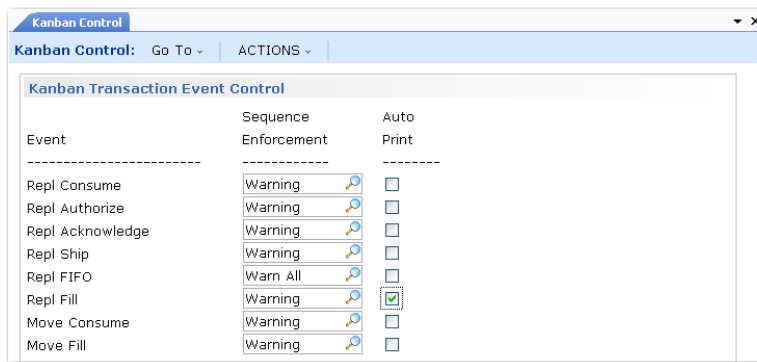 Kanban Control
Kanban Control: Go To ACTIONS
Kanban Transaction Event Control
Sequence Auto
Event Enforcement Print
------------------------ ------------ --------
Repl Consume Warning
Repl Authorize Warning
Repl Acknowledge Warning
Repl Ship Warning
Repl FIFO Warn All
Repl Fill Warning
Move Consume Warning
Move Fill Warning